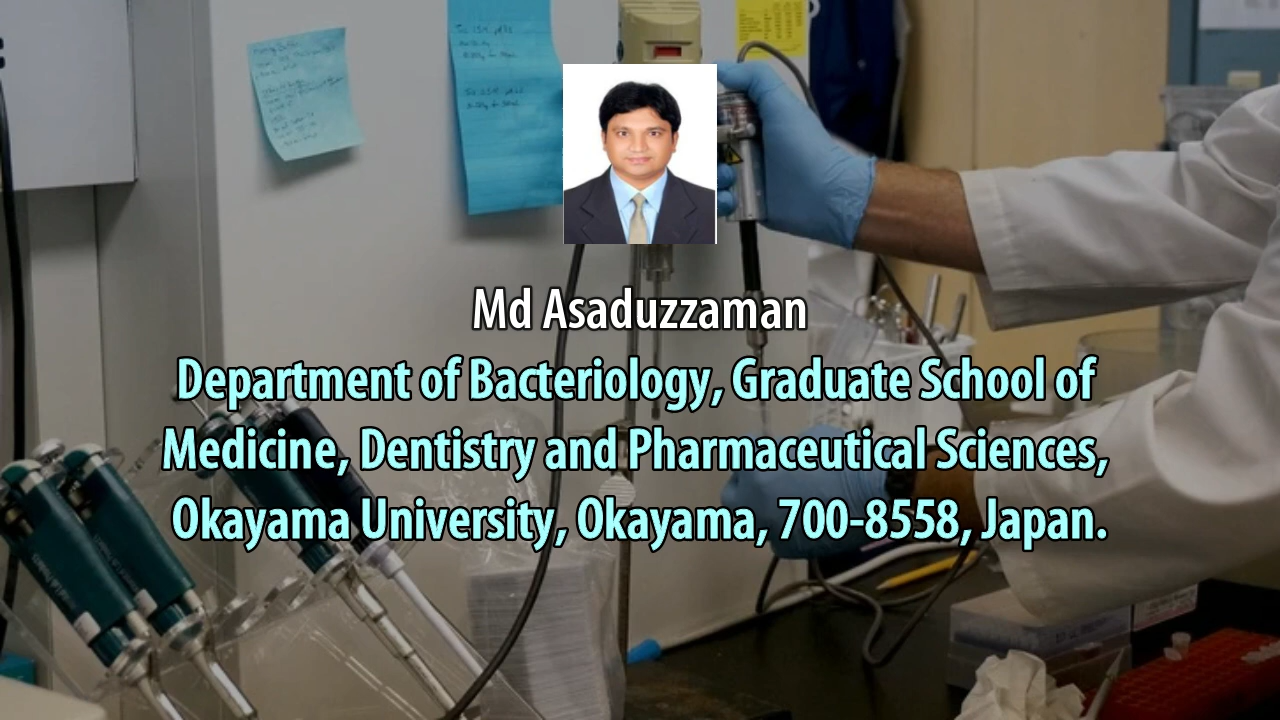 Md Asaduzzaman
Department of Bacteriology, Graduate School of
Medicine, Dentistry and Pharmaceutical Sciences,
Okayama University, Okayama, 700-8558, Japan.